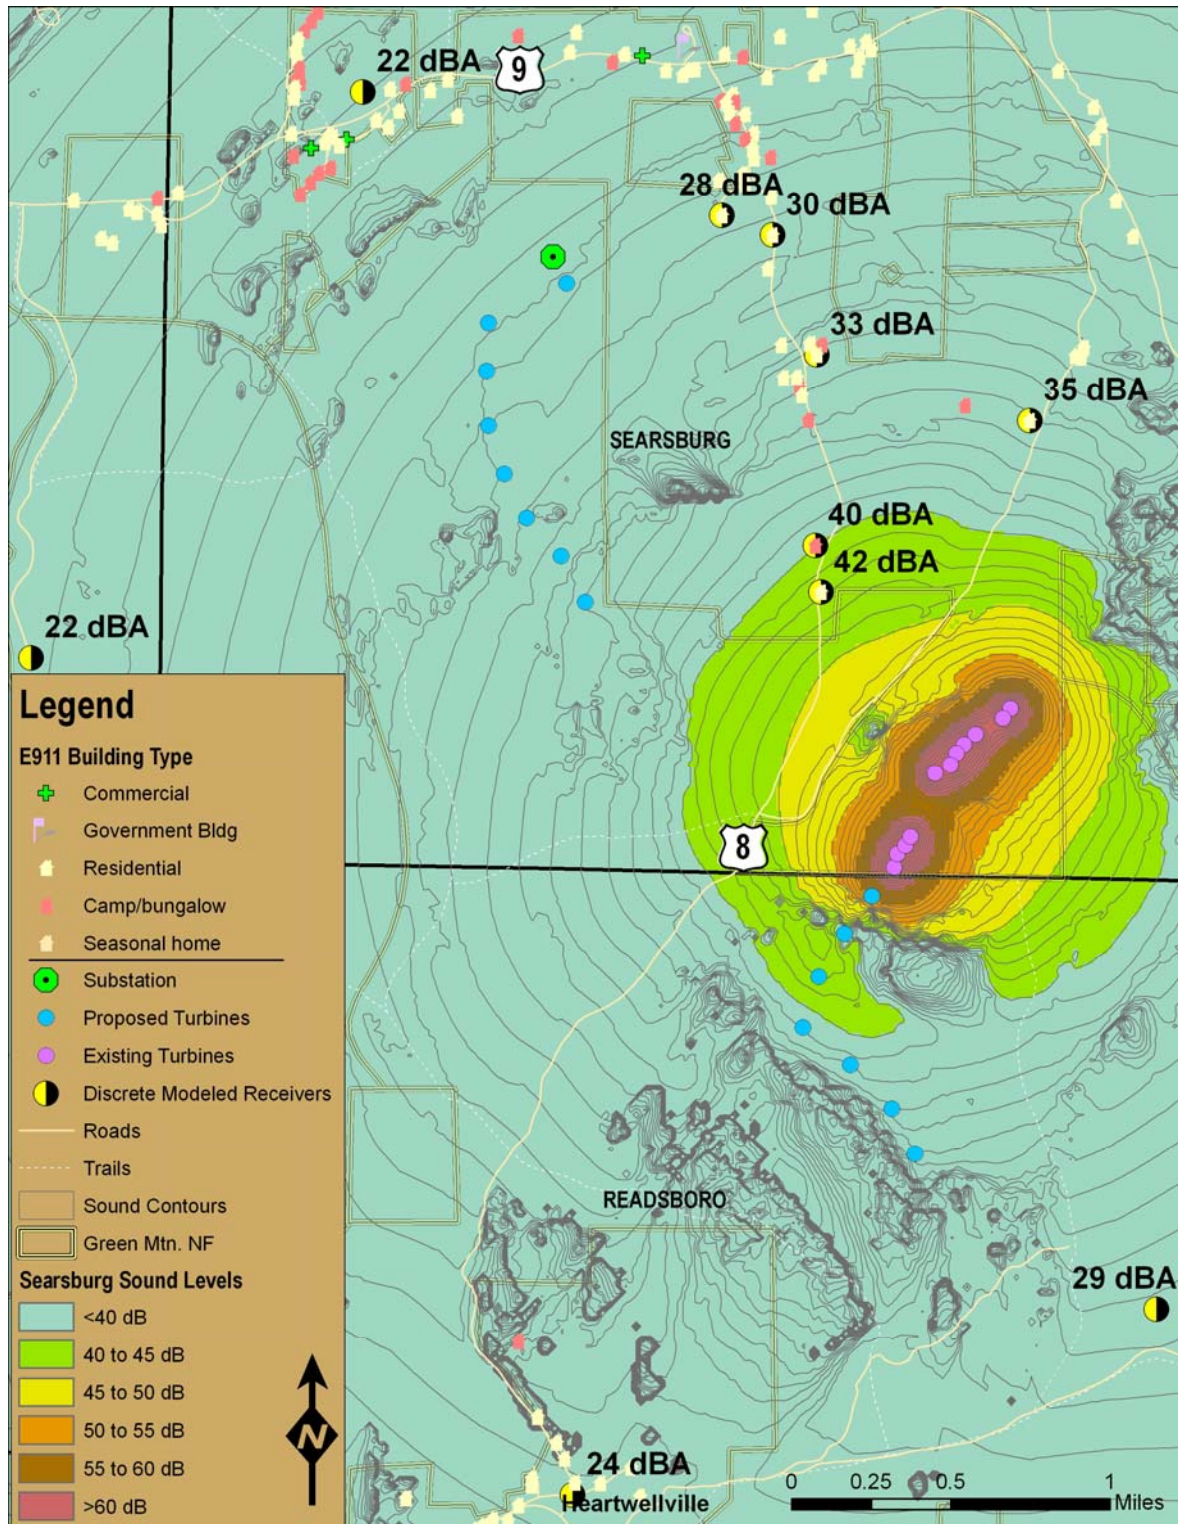 22 dBA
9
28 dBA
30 dBA
33 dBA
35 dBA
SEARSBURG
40 dBA
42 dBA
22 dBA
8
READSBORO
29 dBA
24 dBA
Heartwellville
Legend
E911 Building Type
Commercial
Government Bldg
Residential
Camp/bungalow
Seasonal home
Substation
Proposed Turbines
Existing Turbines
Discrete Modeled Receivers
Roads
Trails
Sound Contours
Green Mtn. NF
Searsburg Sound Levels
<40 dB
40 to 45 dB
45 to 50 dB
50 to 55 dB
55 to 60 dB
>60 dB
N
0 0.25 0.5 1
Miles